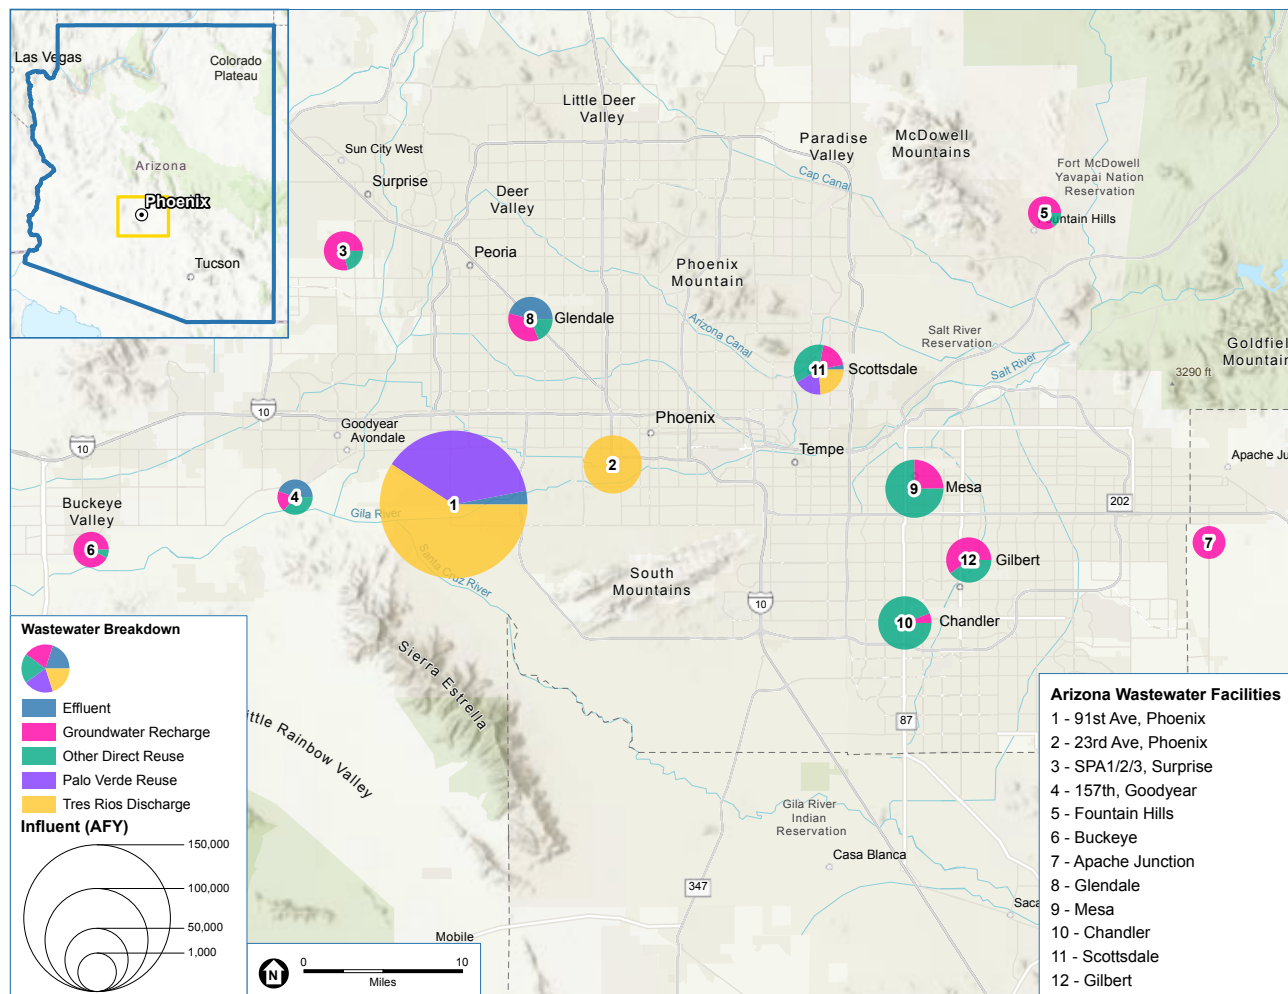 Las Vegas
Colorado
Plateau
Arizona
Phoenix
Tucson
Little Deer
Valley
Paradise
Valley
McDowell
Mountains
Cap Canal
Fort McDowell
Yavapai Nation
Reservation
Sun City West
Surprise
Deer
Valley
5
Fountain Hills
3
Peoria
Phoenix
Mountain
8
Glendale
Arizona Canal
Salt River
Reservation
Salt River
Goldfield
Mountain
3290 ft
11
Scottsdale
10
Goodyear
Avondale
10
Phoenix
Tempe
2
Apache Ju
9
Mesa
202
4
1
Gila River
Buckeye
Valley
6
Santa Cruz River
South
Mountains
12
Gilbert
7
10
10
Chandler
Sierra Estrella
Little Rainbow Valley
87
Gila River
Indian
Reservation
Casa Blanca
347
Saca
Mobile
Wastewater Breakdown
Effluent
Groundwater Recharge
Other Direct Reuse
Palo Verde Reuse
Tres Rios Discharge
Influent (AFY)
150,000
100,000
50,000
1,000
N
0
10
Miles
Arizona Wastewater Facilities
1 - 91st Ave, Phoenix
2 - 23rd Ave, Phoenix
3 - SPA1/2/3, Surprise
4 - 157th, Goodyear
5 - Fountain Hills
6 - Buckeye
7 - Apache Junction
8 - Glendale
9 - Mesa
10 - Chandler
11 - Scottsdale
12 - Gilbert